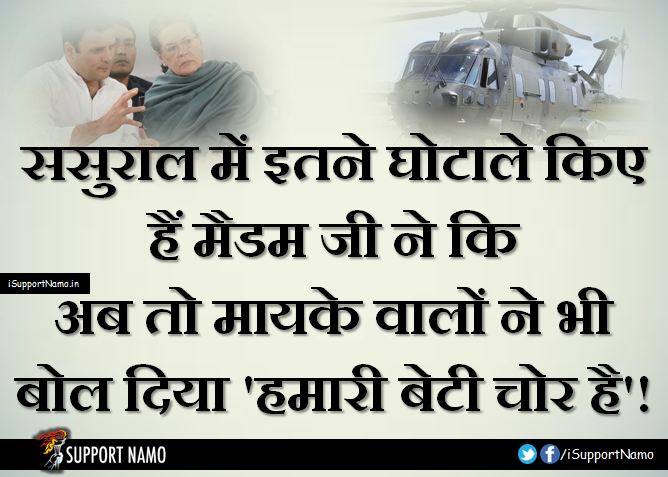 ससुराल में इतने घोटाले किए
हैं मैडम जी ने कि
iSupportNamo.in
अब तो मायके वालों ने भी
बोल दिया 'हमारी बेटी चोर है'!
SUPPORT NAMO
/iSupportNamo